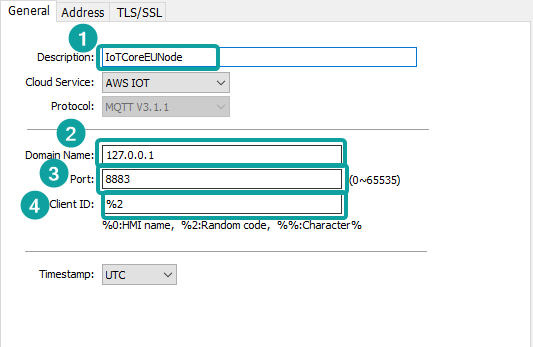 General Address TLS/SSL
1
Description: IoTCoreEUNode
Cloud Service: AWS IOT
Protocol: MQTT V3.1.1
2
Domain Name: 127.0.0.1
3
Port: 8883 (0~65535)
4
Client ID: %2
%0:HMI name, %2:Random code, %%:Character%
Timestamp: UTC